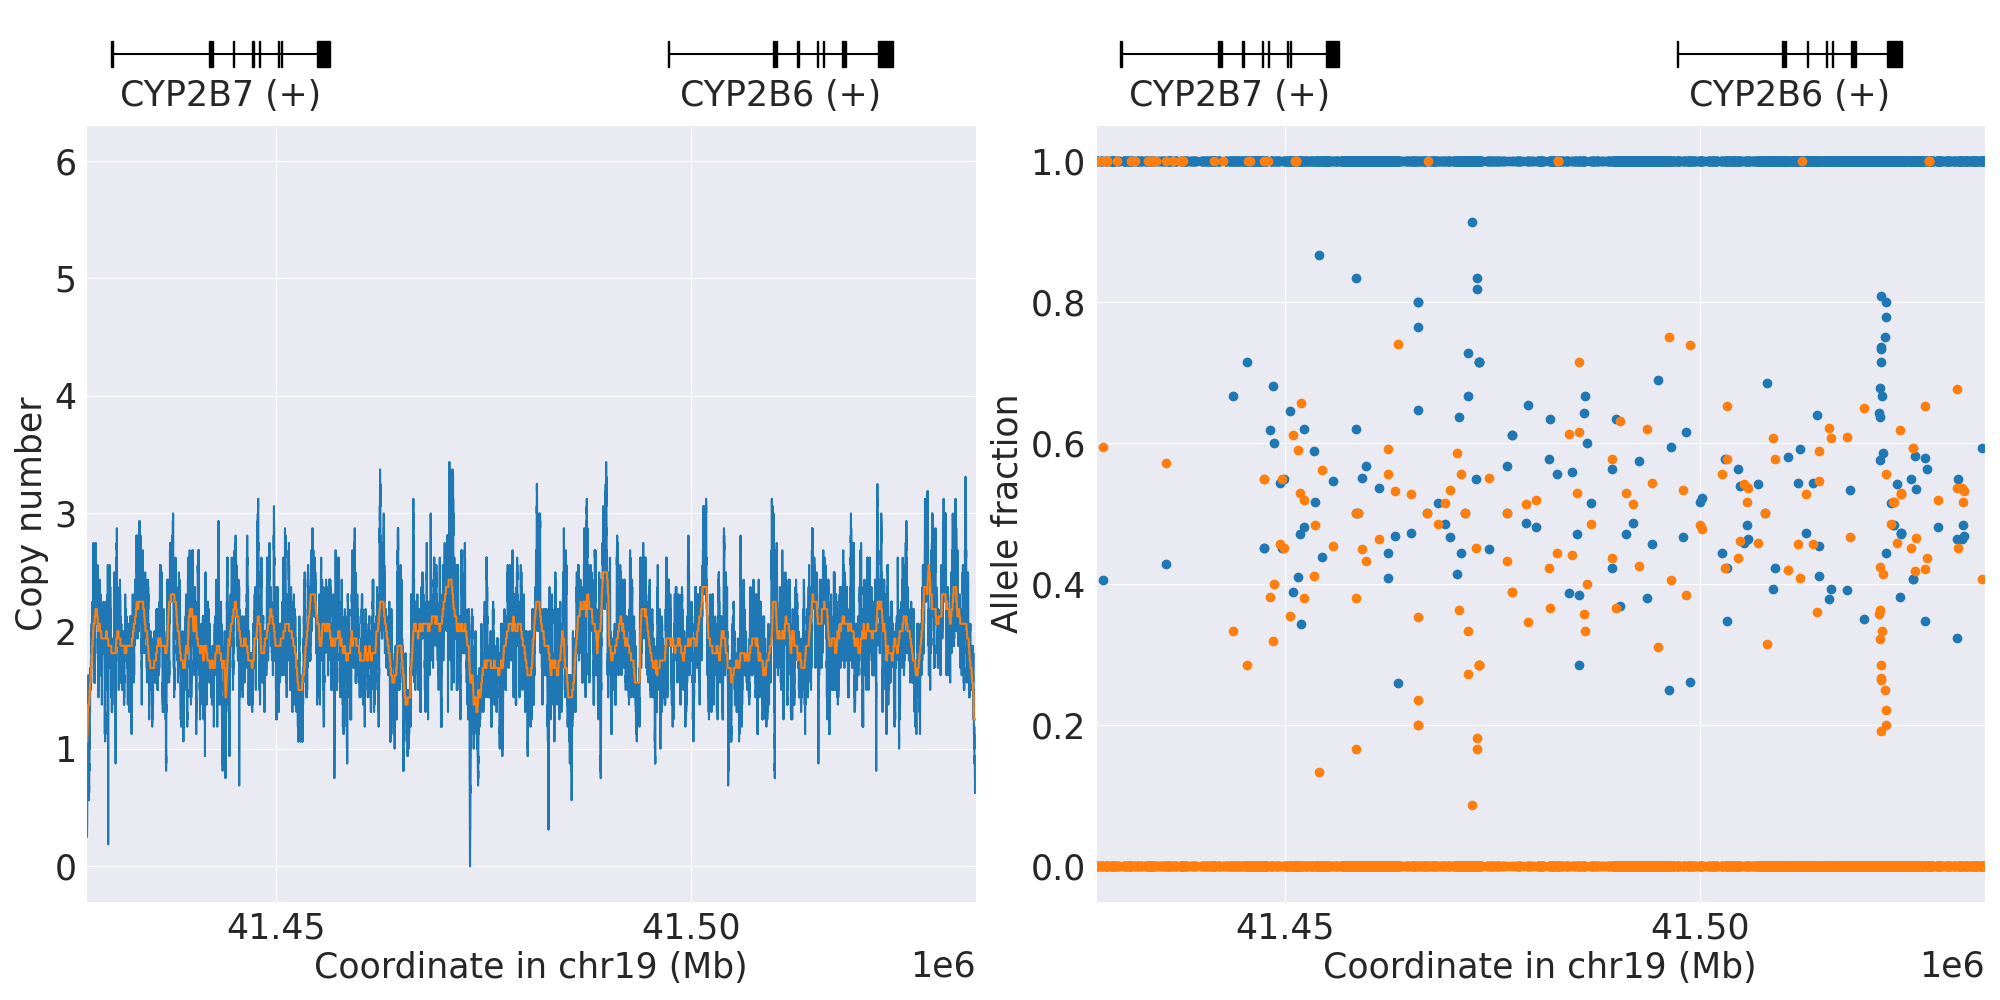 CYP2B7 (+)
CYP2B6 (+)
CYP2B7 (+)
CYP2B6 (+)
6
5
4
3
2
1
0
Copy number
41.45
41.50
Coordinate in chr19 (Mb)
1e6
1.0
0.8
0.6
0.4
0.2
0.0
Allele fraction
41.45
41.50
Coordinate in chr19 (Mb)
1e6